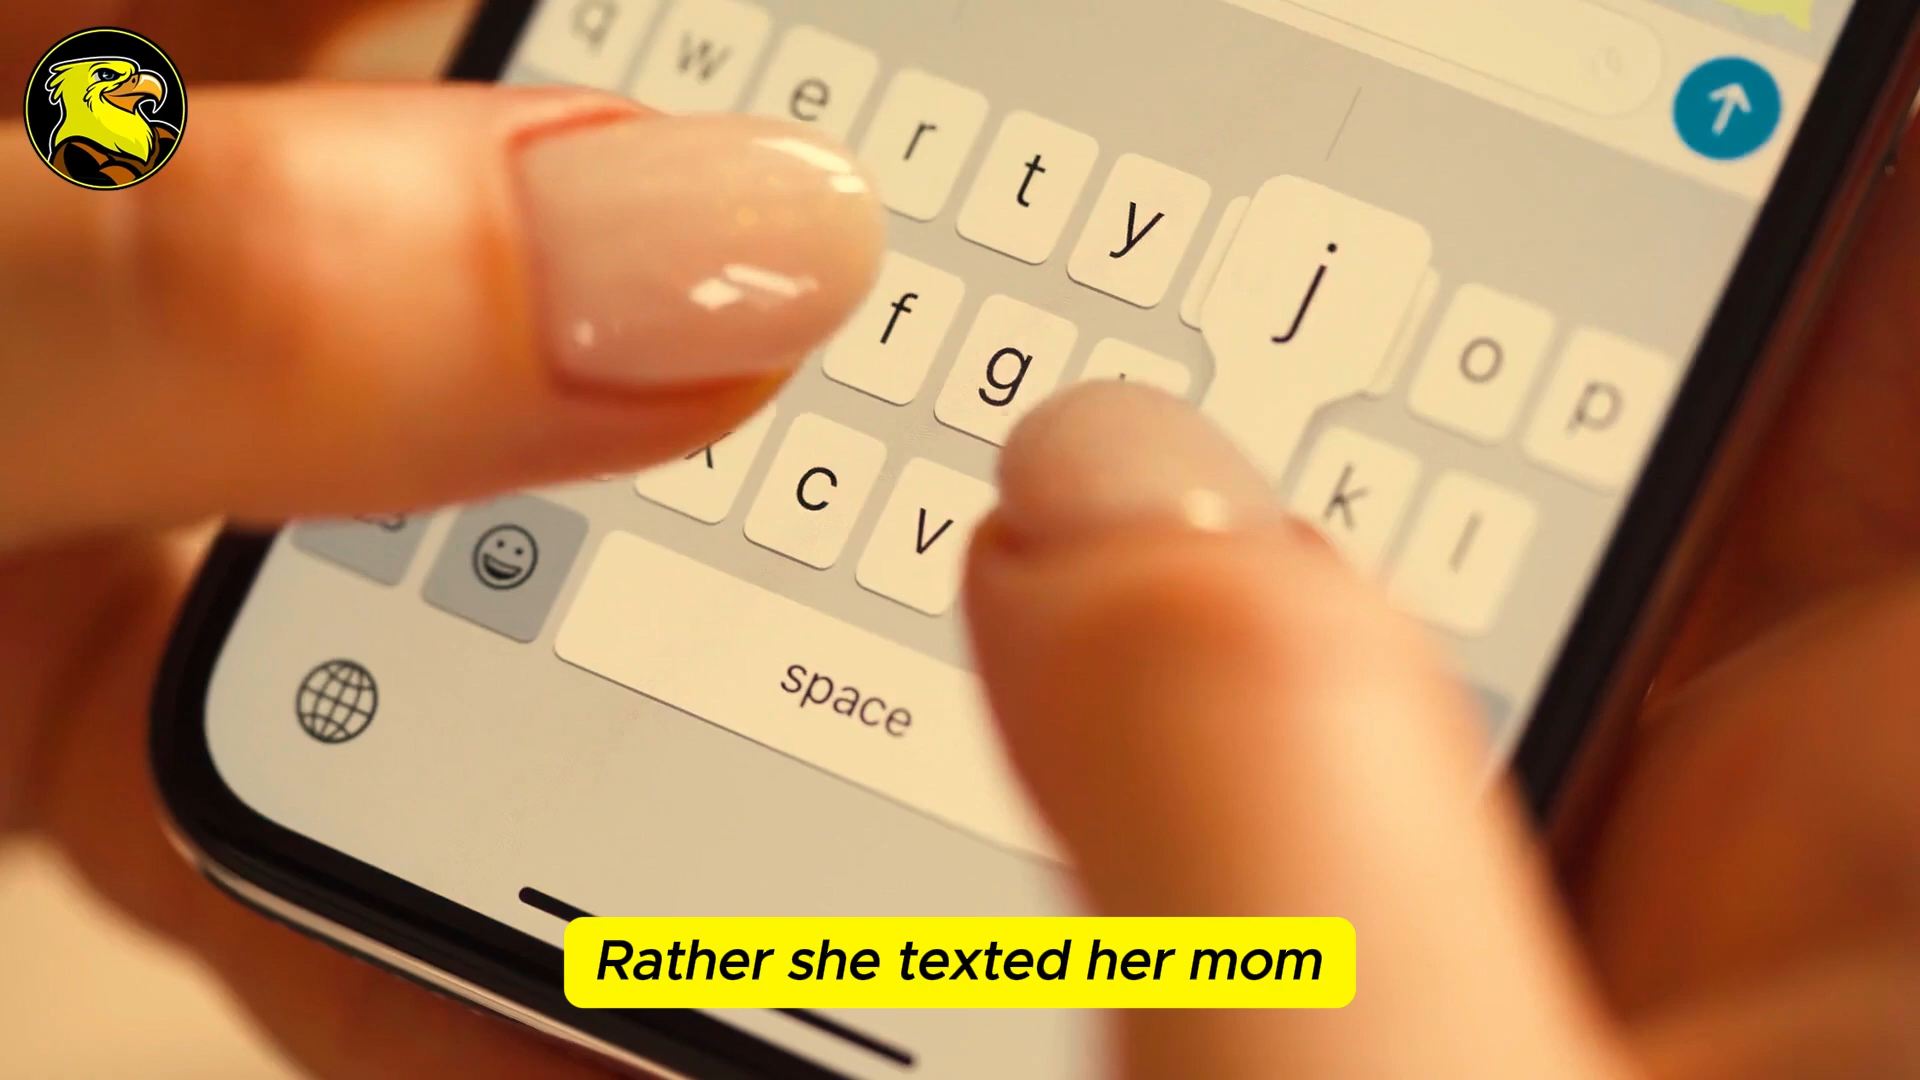 q w e r t y j o p
f g k l
x c v
space
Rather she texted her mom